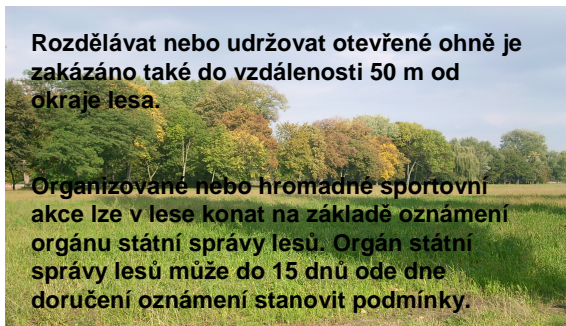 Rozdělávat nebo udržovat otevřené ohně je
zakázáno také do vzdálenosti 50 m od
okraje lesa.
Organizované nebo hromadné sportovní
akce lze v lese konat na základě oznámení
orgánu státní správy lesů. Orgán státní
správy lesů může do 15 dnů ode dne
doručení oznámení stanovit podmínky.